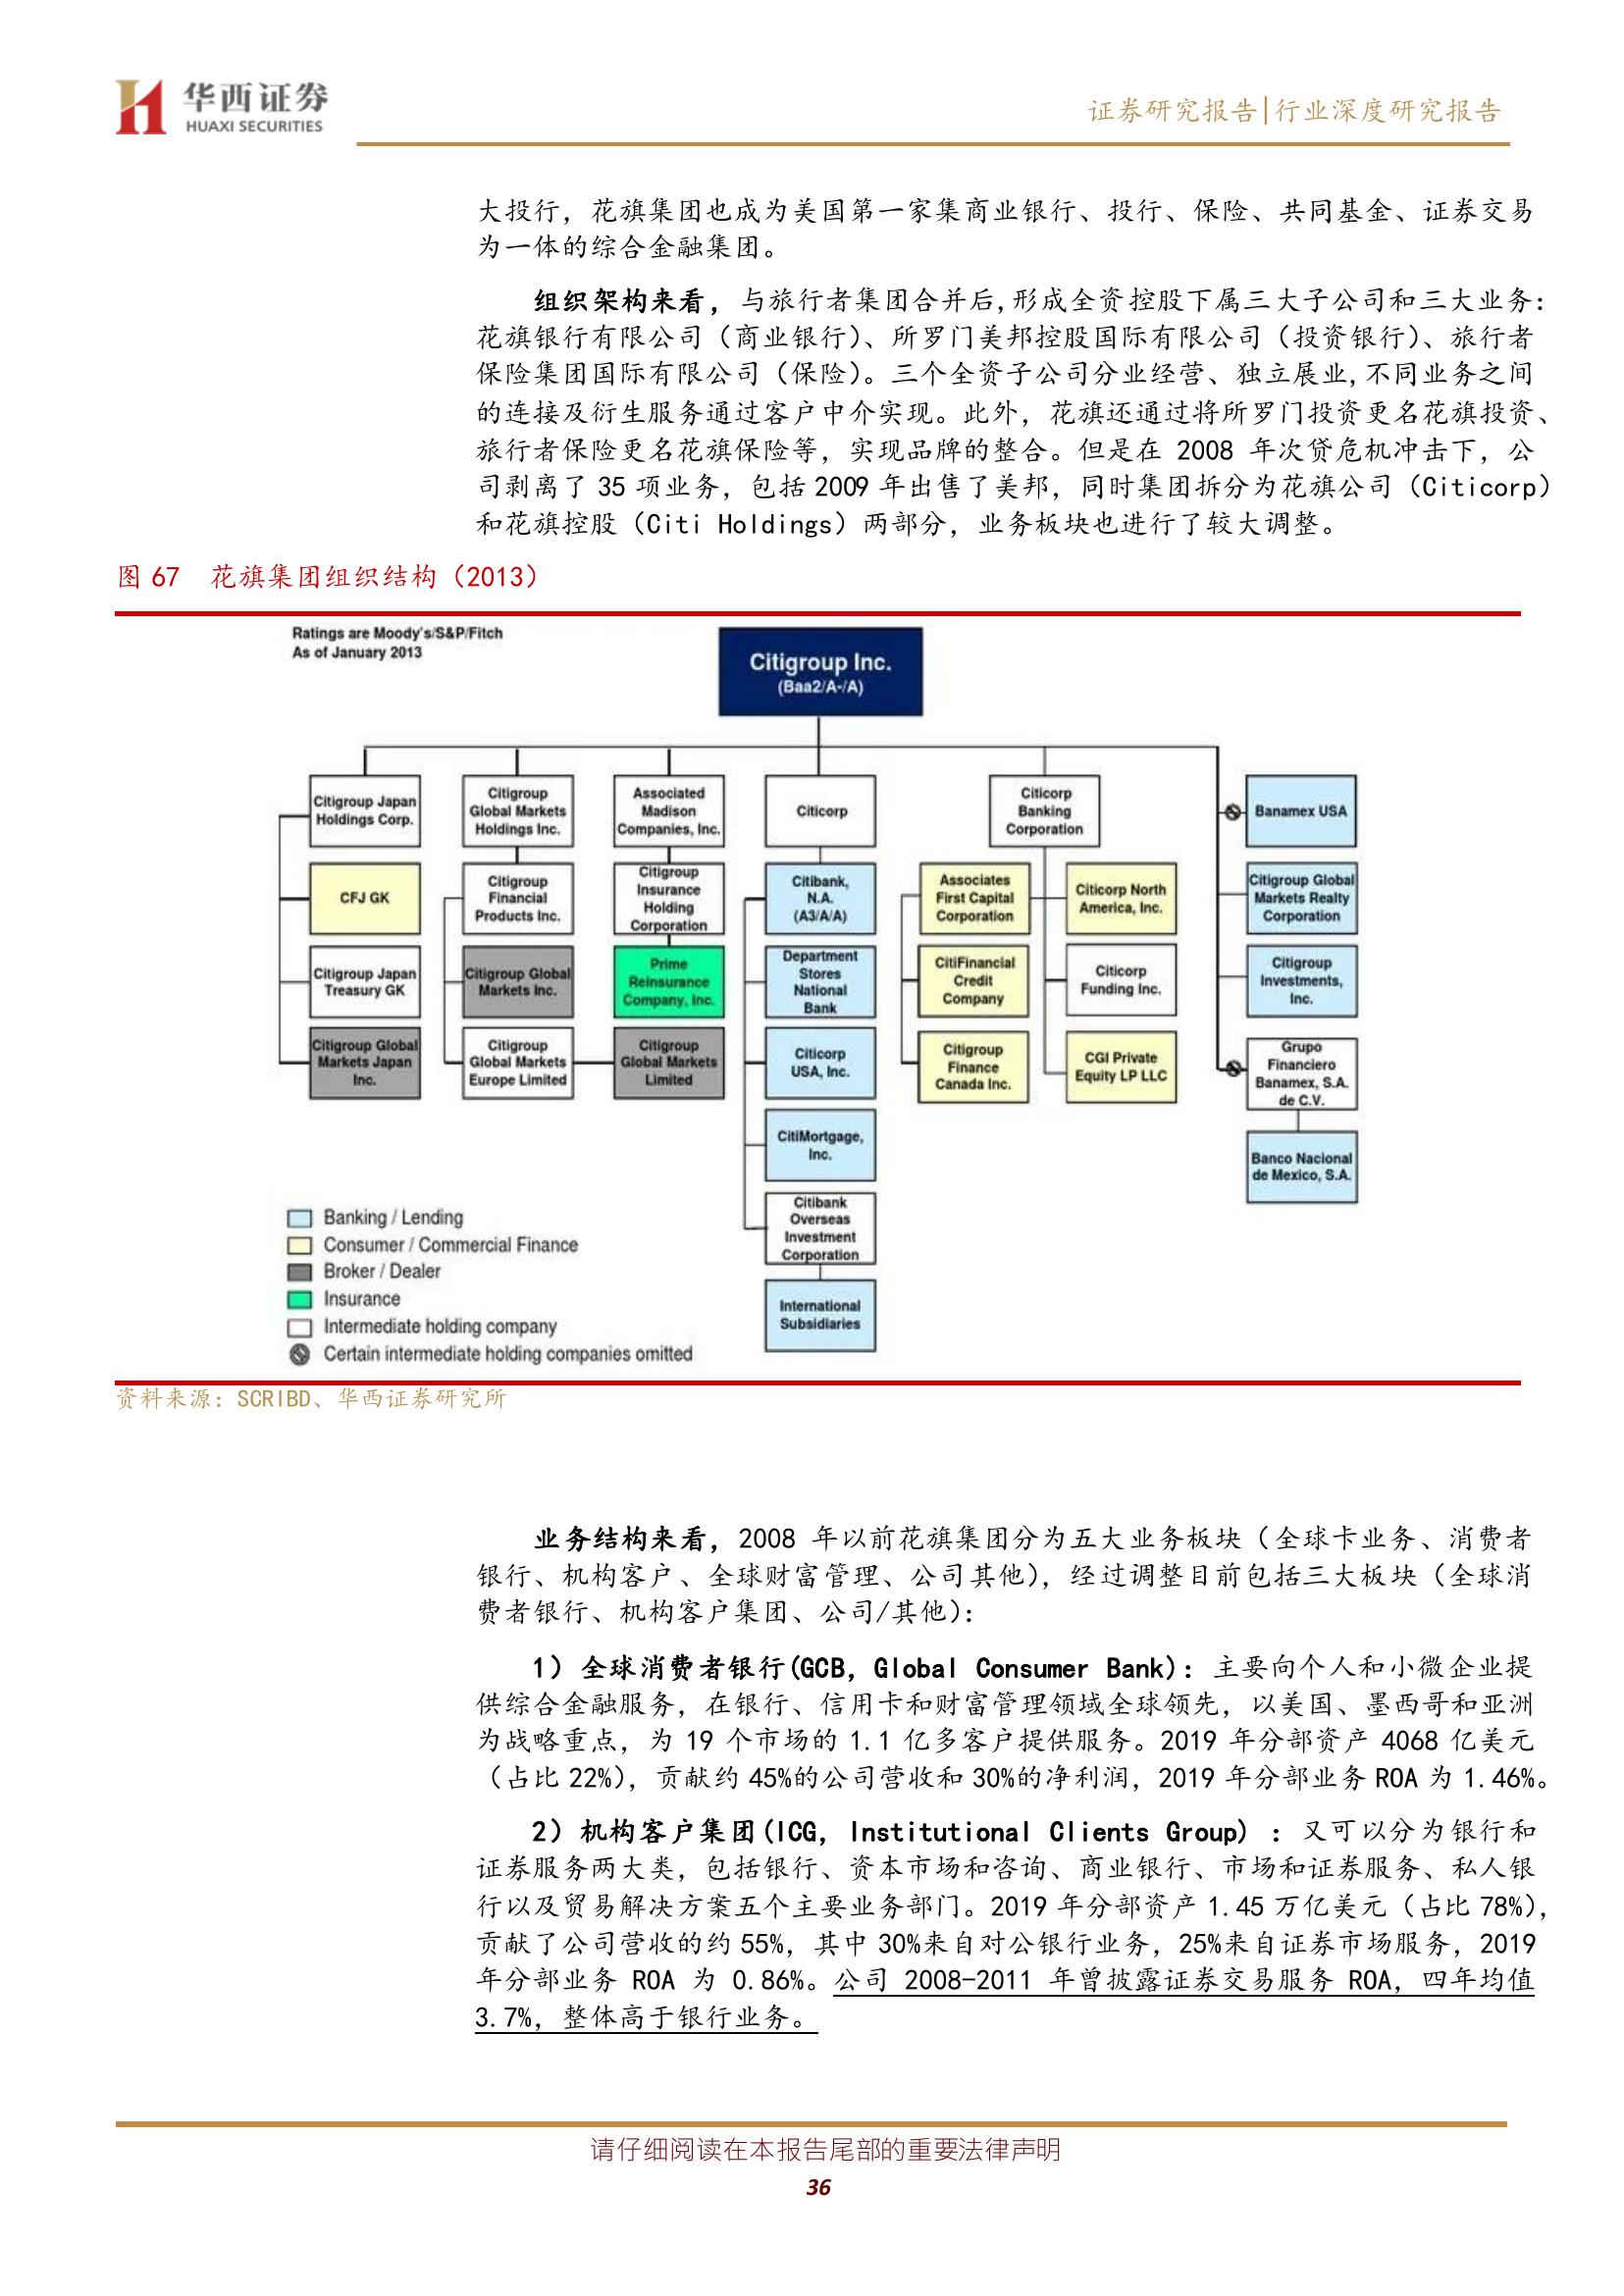 华西证券
HUAXI SECURITIES
证券研究报告|行业深度研究报告
大投行，花旗集团也成为美国第一家集商业银行、投行、保险、共同基金、证券交易
为一体的综合金融集团。
组织架构来看，与旅行者集团合并后,形成全资控股下属三大子公司和三大业务：
花旗银行有限公司（商业银行）、所罗门美邦控股国际有限公司（投资银行）、旅行者
保险集团国际有限公司（保险）。三个全资子公司分业经营、独立展业,不同业务之间
的连接及衍生服务通过客户中介实现。此外，花旗还通过将所罗门投资更名花旗投资、
旅行者保险更名花旗保险等，实现品牌的整合。但是在 2008 年次贷危机冲击下，公
司剥离了 35 项业务，包括 2009 年出售了美邦，同时集团拆分为花旗公司（Citicorp）
和花旗控股（Citi Holdings）两部分，业务板块也进行了较大调整。
图 67 花旗集团组织结构（2013）
Ratings are Moody's/S&P/Fitch
As of January 2013
Citigroup Inc.
(Baa2/A-/A)
Citigroup Japan
Holdings Corp.
CFJ GK
Citigroup Japan
Treasury GK
Citigroup Global
Markets Japan
Inc.
Citigroup
Global Markets
Holdings Inc.
Citigroup
Financial
Products Inc.
Citigroup Global
Markets Inc.
Citigroup
Global Markets
Europe Limited
Associated
Madison
Companies, Inc.
Citigroup
Insurance
Holding
Corporation
Prime
Reinsurance
Company, Inc.
Citigroup
Global Markets
Limited
Citicorp
Citibank,
N.A.
(A3/A/A)
Department
Stores
National
Bank
Citicorp
USA, Inc.
CitiMortgage,
Inc.
Citibank
Overseas
Investment
Corporation
International
Subsidiaries
Citicorp
Banking
Corporation
Associates
First Capital
Corporation
CitiFinancial
Credit
Company
Citigroup
Finance
Canada Inc.
Citicorp North
America, Inc.
Citicorp
Funding Inc.
CGI Private
Equity LP LLC
Banamex USA
Citigroup Global
Markets Realty
Corporation
Citigroup
Investments,
Inc.
Grupo
Financiero
Banamex, S.A.
de C.V.
Banco Nacional
de Mexico, S.A.
Banking / Lending
Consumer / Commercial Finance
Broker / Dealer
Insurance
Intermediate holding company
Certain intermediate holding companies omitted
资料来源：SCRIBD、华西证券研究所
业务结构来看，2008 年以前花旗集团分为五大业务板块（全球卡业务、消费者
银行、机构客户、全球财富管理、公司其他），经过调整目前包括三大板块（全球消
费者银行、机构客户集团、公司/其他）：
1）全球消费者银行(GCB, Global Consumer Bank)：主要向个人和小微企业提
供综合金融服务，在银行、信用卡和财富管理领域全球领先，以美国、墨西哥和亚洲
为战略重点，为 19 个市场的 1.1 亿多客户提供服务。2019 年分部资产 4068 亿美元
（占比 22%），贡献约 45%的公司营收和 30%的净利润，2019 年分部业务 ROA 为 1.46%。
2）机构客户集团(ICG, Institutional Clients Group) ：又可以分为银行和
证券服务两大类，包括银行、资本市场和咨询、商业银行、市场和证券服务、私人银
行以及贸易解决方案五个主要业务部门。2019 年分部资产 1.45 万亿美元（占比 78%），
贡献了公司营收的约 55%，其中 30%来自对公银行业务，25%来自证券市场服务，2019
年分部业务 ROA 为 0.86%。公司 2008-2011 年曾披露证券交易服务 ROA，四年均值
3.7%，整体高于银行业务。
请仔细阅读在本报告尾部的重要法律声明
36